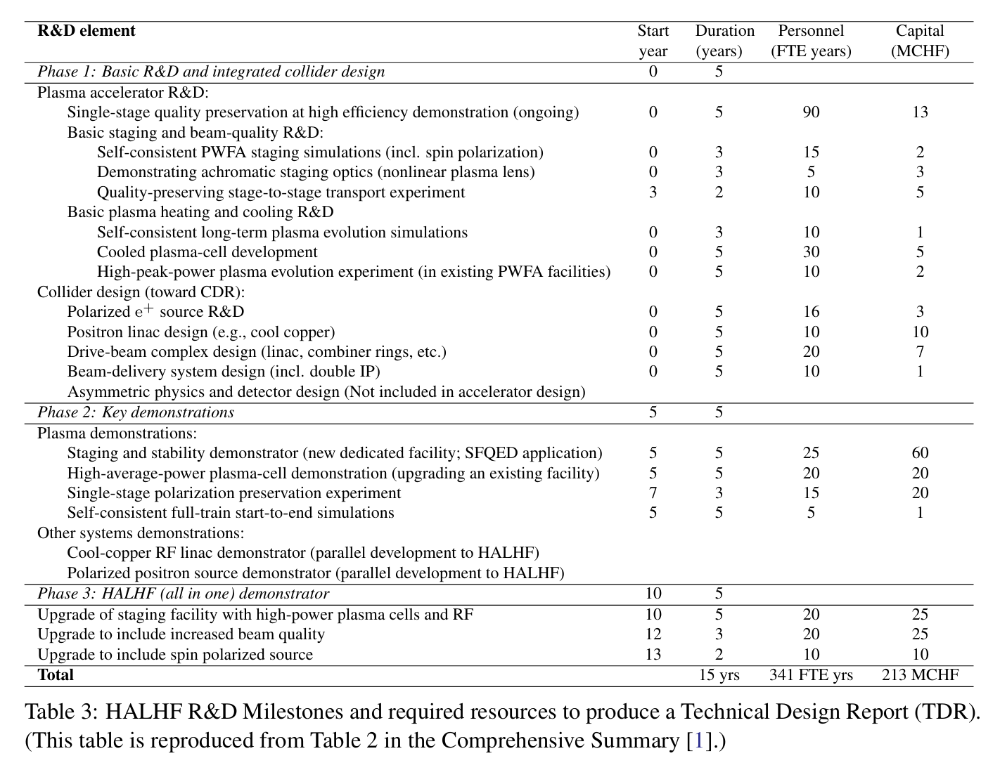 R&D element Start Duration Personnel Capital
year (years) (FTE years) (MCHF)
Phase 1: Basic R&D and integrated collider design 0 5
Plasma accelerator R&D:
Single-stage quality preservation at high efficiency demonstration (ongoing) 0 5 90 13
Basic staging and beam-quality R&D:
Self-consistent PWFA staging simulations (incl. spin polarization) 0 3 15 2
Demonstrating achromatic staging optics (nonlinear plasma lens) 0 3 5 3
Quality-preserving stage-to-stage transport experiment 3 2 10 5
Basic plasma heating and cooling R&D
Self-consistent long-term plasma evolution simulations 0 3 10 1
Cooled plasma-cell development 0 5 30 5
High-peak-power plasma evolution experiment (in existing PWFA facilities) 0 5 10 2
Collider design (toward CDR):
Polarized e⁺ source R&D 0 5 16 3
Positron linac design (e.g., cool copper) 0 5 10 10
Drive-beam complex design (linac, combiner rings, etc.) 0 5 20 7
Beam-delivery system design (incl. double IP) 0 5 10 1
Asymmetric physics and detector design (Not included in accelerator design)
Phase 2: Key demonstrations 5 5
Plasma demonstrations:
Staging and stability demonstrator (new dedicated facility; SFQED application) 5 5 25 60
High-average-power plasma-cell demonstration (upgrading an existing facility) 5 5 20 20
Single-stage polarization preservation experiment 7 3 15 20
Self-consistent full-train start-to-end simulations 5 5 5 1
Other systems demonstrations:
Cool-copper RF linac demonstrator (parallel development to HALHF)
Polarized positron source demonstrator (parallel development to HALHF)
Phase 3: HALHF (all in one) demonstrator 10 5
Upgrade of staging facility with high-power plasma cells and RF 10 5 20 25
Upgrade to include increased beam quality 12 3 20 25
Upgrade to include spin polarized source 13 2 10 10
Total 15 yrs 341 FTE yrs 213 MCHF
Table 3: HALHF R&D Milestones and required resources to produce a Technical Design Report (TDR).
(This table is reproduced from Table 2 in the Comprehensive Summary [1].)